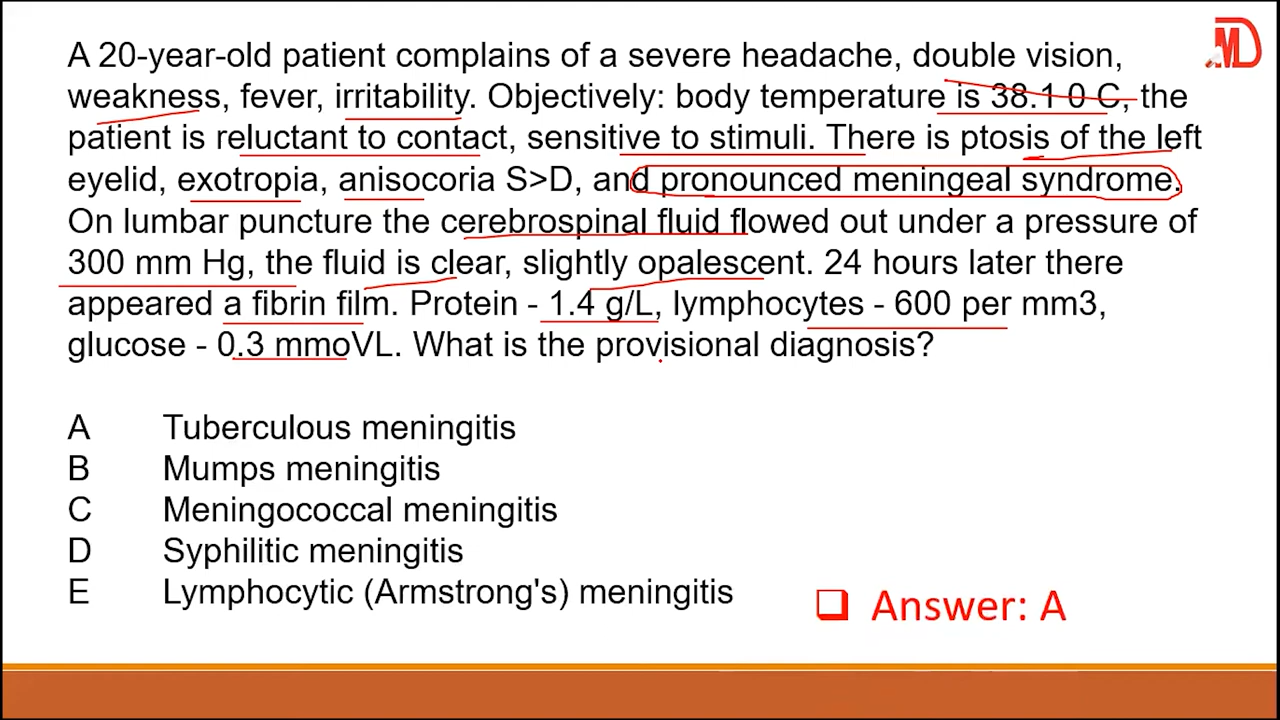 MD
A 20-year-old patient complains of a severe headache, double vision,
weakness, fever, irritability. Objectively: body temperature is 38.1 0 C, the
patient is reluctant to contact, sensitive to stimuli. There is ptosis of the left
eyelid, exotropia, anisocoria S>D, and pronounced meningeal syndrome.
On lumbar puncture the cerebrospinal fluid flowed out under a pressure of
300 mm Hg, the fluid is clear, slightly opalescent. 24 hours later there
appeared a fibrin film. Protein - 1.4 g/L, lymphocytes - 600 per mm3,
glucose - 0.3 mmoVL. What is the provisional diagnosis?
A Tuberculous meningitis
B Mumps meningitis
C Meningococcal meningitis
D Syphilitic meningitis
E Lymphocytic (Armstrong's) meningitis
Answer: A